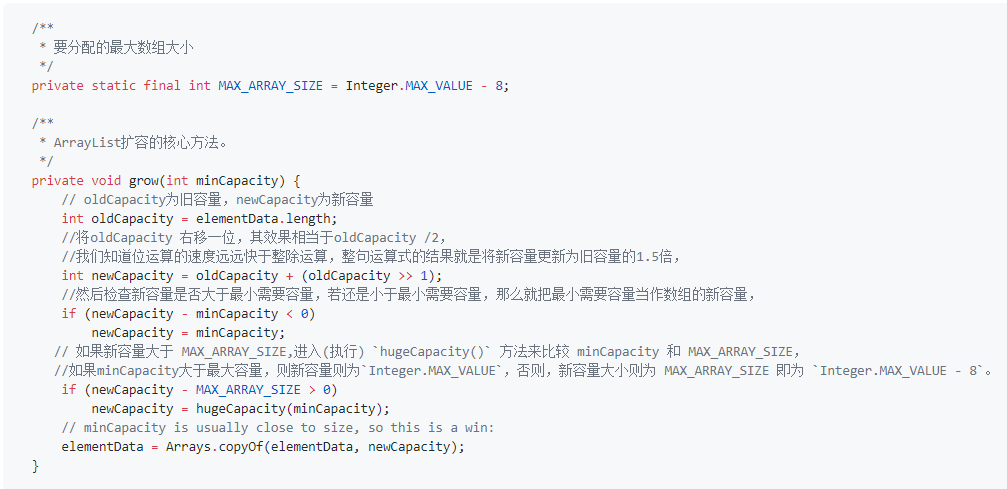 /**
 * 要分配的最大数组大小
 */
private static final int MAX_ARRAY_SIZE = Integer.MAX_VALUE - 8;

/**
 * ArrayList扩容的核心方法。
 */
private void grow(int minCapacity) {
    // oldCapacity为旧容量，newCapacity为新容量
    int oldCapacity = elementData.length;
    //将oldCapacity 右移一位，其效果相当于oldCapacity /2，
    //我们知道位运算的速度远远快于整除运算，整句运算式的结果就是将新容量更新为旧容量的1.5倍，
    int newCapacity = oldCapacity + (oldCapacity >> 1);
    //然后检查新容量是否大于最小需要容量，若还是小于最小需要容量，那么就把最小需要容量当作数组的新容量，
    if (newCapacity - minCapacity < 0)
        newCapacity = minCapacity;
   // 如果新容量大于 MAX_ARRAY_SIZE,进入(执行) `hugeCapacity()` 方法来比较 minCapacity 和 MAX_ARRAY_SIZE，
   //如果minCapacity大于最大容量，则新容量则为`Integer.MAX_VALUE`，否则，新容量大小则为 MAX_ARRAY_SIZE 即为 `Integer.MAX_VALUE - 8`。
    if (newCapacity - MAX_ARRAY_SIZE > 0)
        newCapacity = hugeCapacity(minCapacity);
    // minCapacity is usually close to size, so this is a win:
    elementData = Arrays.copyOf(elementData, newCapacity);
}